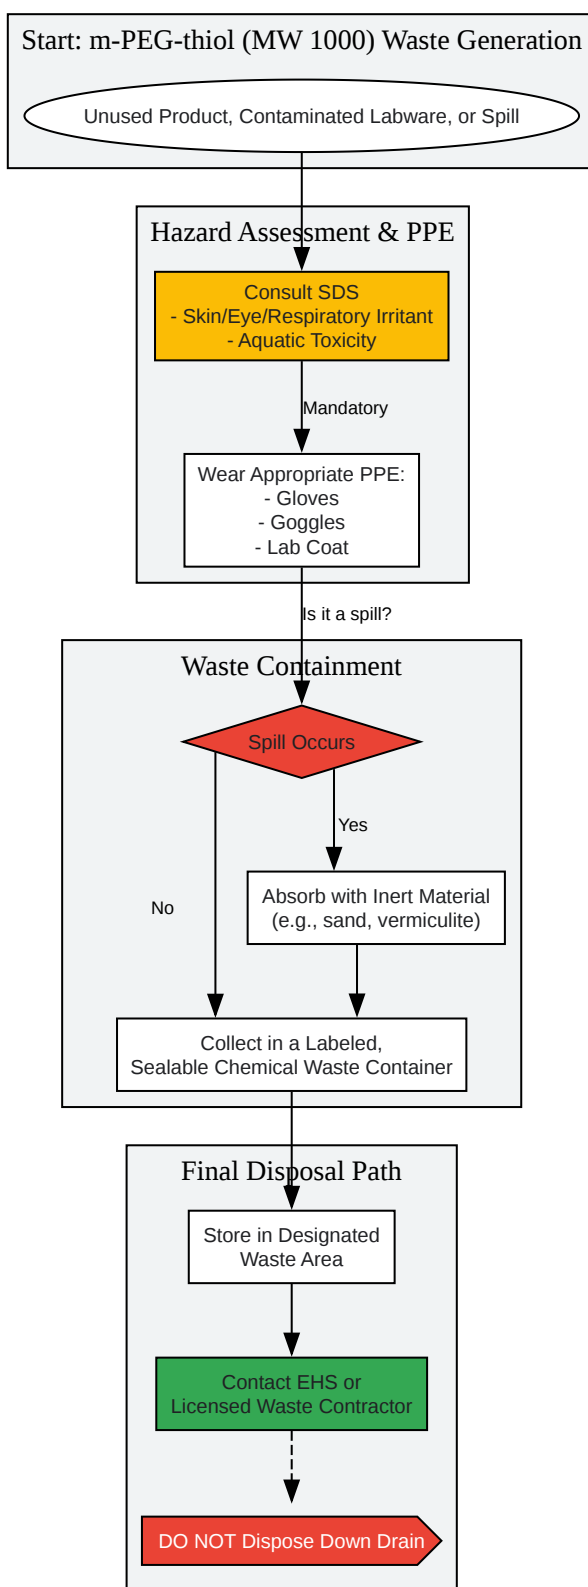 Start: m-PEG-thiol (MW 1000) Waste Generation
Unused Product, Contaminated Labware, or Spill
Hazard Assessment & PPE
Consult SDS
- Skin/Eye/Respiratory Irritant
- Aquatic Toxicity
Mandatory
Wear Appropriate PPE:
- Gloves
- Goggles
- Lab Coat
Is it a spill?
Waste Containment
Spill Occurs
Yes
Absorb with Inert Material
(e.g., sand, vermiculite)
No
Collect in a Labeled,
Sealable Chemical Waste Container
Final Disposal Path
Store in Designated
Waste Area
Contact EHS or
Licensed Waste Contractor
DO NOT Dispose Down Drain